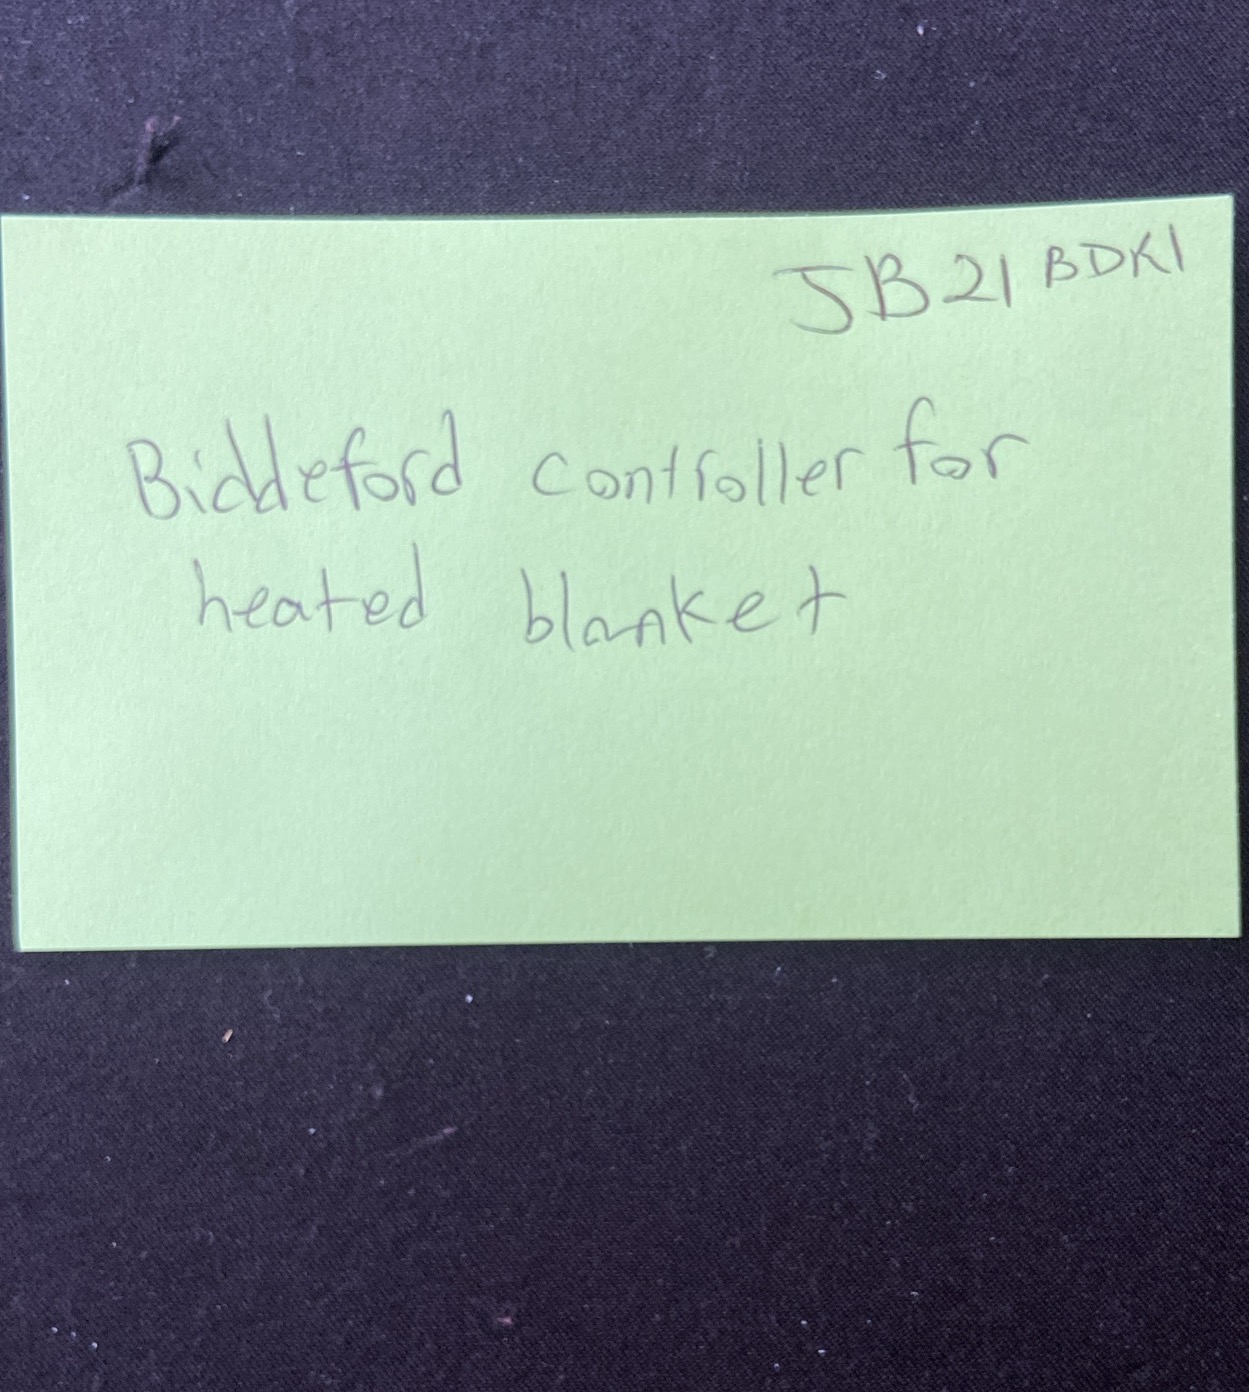 JB21 BDK1
Biddeford controller for
heated blanket